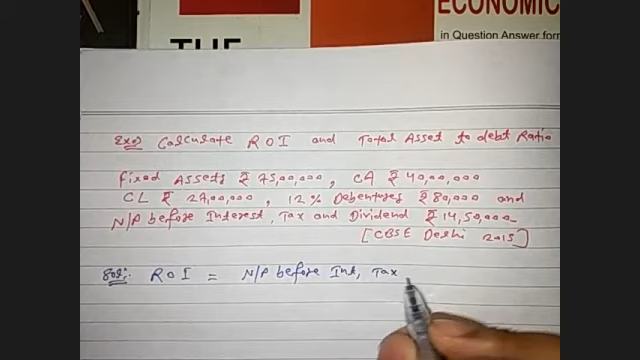 ECONOMIC
in Question Answer form
THE
Exo) Calculate ROI and Total Asset to debt Ratio
fixed Assets ₹ 75,00,000, CA ₹ 40,00,000
CL ₹ 27,00,000, 12% Debentures ₹ 80,000 and
N/P before Interest, Tax and Dividend ₹ 14,50,000
[CBSE Delhi 2015]
Sol:- ROI = N/P before Int, Tax